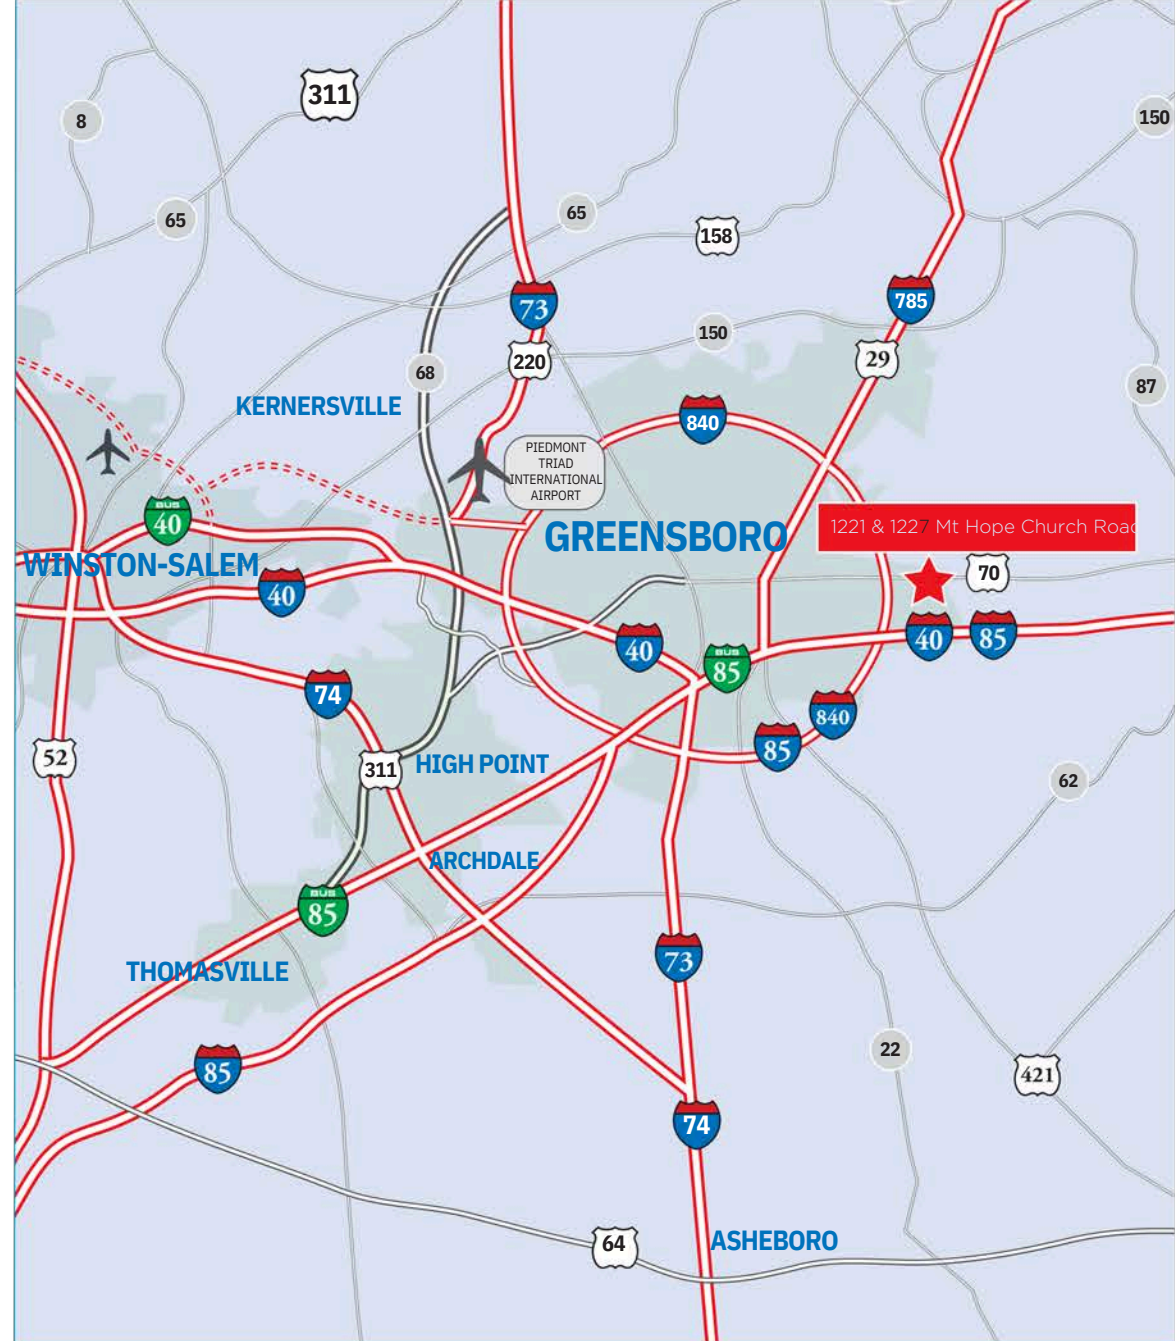 311
8
150
65
65
158
785
73
150
220
29
68
87
KERNERSVILLE
840
PIEDMONT
TRIAD
INTERNATIONAL
AIRPORT
BUS
40
GREENSBORO
1221 & 1227 Mt Hope Church Road
WINSTON-SALEM
70
40
40
BUS
85
40
85
74
840
85
52
311
HIGH POINT
62
ARCHDALE
BUS
85
73
THOMASVILLE
22
85
421
74
64
ASHEBORO